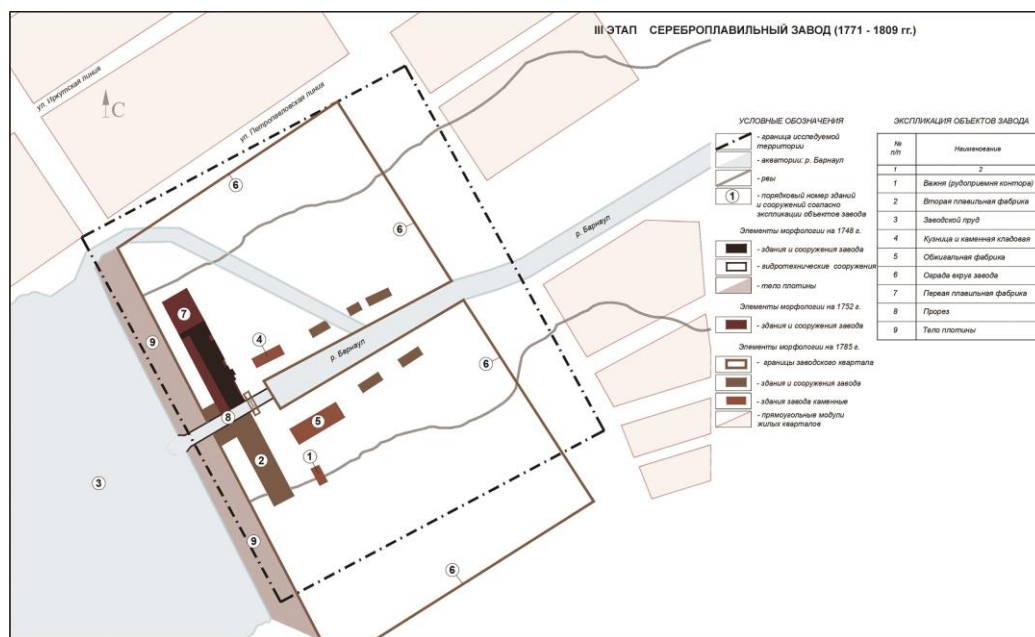 III ЭТАП СЕРЕБРОПЛАВИЛЬНЫЙ ЗАВОД (1771 - 1809 гг.)
ул. Иркутская линия
ул. Петропавловская линия
С
р. Барнаул
р. Барнаул
6
6
6
6
7
9
4
8
5
2
1
3
9
УСЛОВНЫЕ ОБОЗНАЧЕНИЯ
- граница исследуемой
территории
- акватории: р. Барнаул
- рвы
1
- порядковый номер зданий
и сооружений согласно
экспликации объектов завода
Элементы морфологии на 1748 г.
- здания и сооружения завода
- гидротехнические сооружения
- тело плотины
Элементы морфологии на 1752 г.
- здания и сооружения завода
Элементы морфологии на 1785 г.
- границы заводского квартала
- здания и сооружения завода
- здания завода каменные
- прямоугольные модули
жилых кварталов
ЭКСПЛИКАЦИЯ ОБЪЕКТОВ ЗАВОДА
№ Наименование
п/п
1 2
1 Важня (рудоприемня контора)
2 Вторая плавильная фабрика
3 Заводской пруд
4 Кузница и каменная кладовая
5 Обжигальная фабрика
6 Ограда вкруг завода
7 Первая плавильная фабрика
8 Прорез
9 Тело плотины